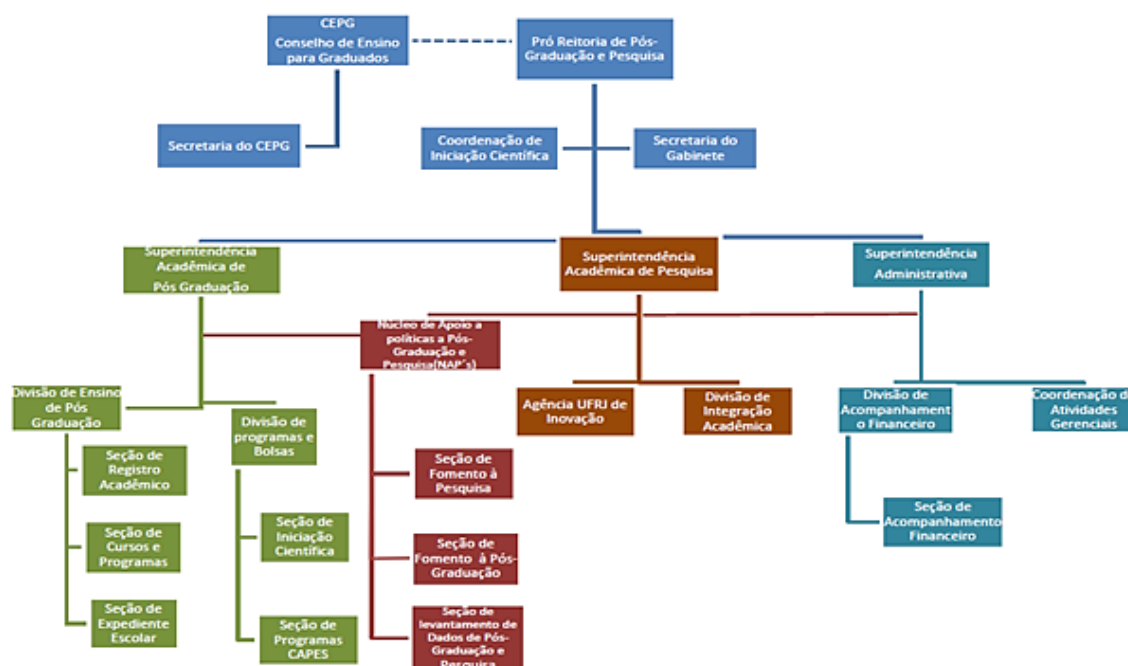 CEPG
Conselho de Ensino
para Graduados
Pró Reitoria de Pós-
Graduação e Pesquisa
Secretaria do CEPG
Coordenação de
Iniciação Científica
Secretaria do
Gabinete
Superintendência
Acadêmica de
Pós Graduação
Superintendência
Acadêmica de Pesquisa
Superintendência
Administrativa
Núcleo de Apoio a
políticas a Pós-
Graduação e
Pesquisa(NAP´s)
Divisão de Ensino
de Pós
Graduação
Divisão de
programas e
Bolsas
Agência UFRJ de
Inovação
Divisão de
Integração
Acadêmica
Divisão de
Acompanhament
o Financeiro
Coordenação d
Atividades
Gerenciais
Seção de
Registro
Acadêmico
Seção de
Cursos e
Programas
Seção de
Expediente
Escolar
Seção de
Iniciação
Científica
Seção de
Programas
CAPES
Seção de
Fomento à
Pesquisa
Seção de
Fomento à Pós-
Graduação
Seção de
levantamento de
Dados de Pós-
Graduação e
Pesquisa
Seção de
Acompanhamento
Financeiro